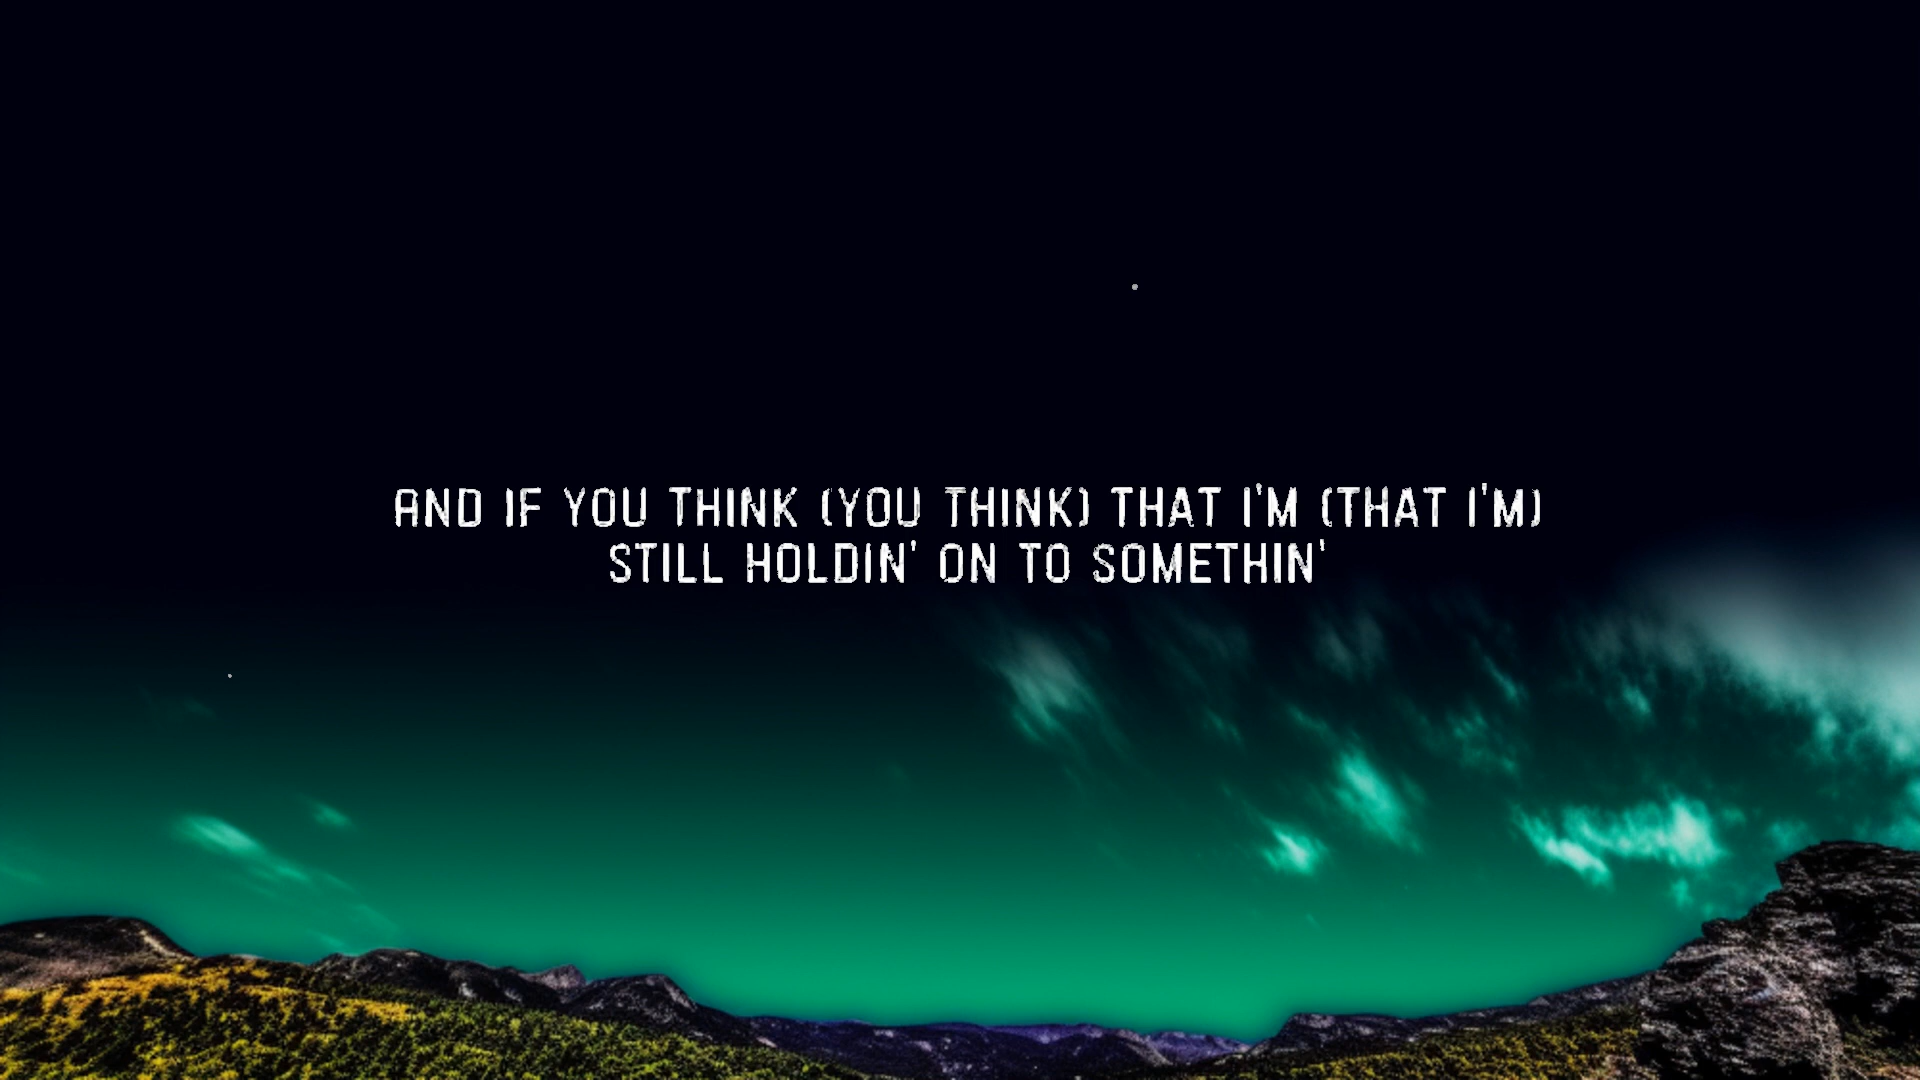 AND IF YOU THINK (YOU THINK) THAT I'M (THAT I'M)
STILL HOLDIN' ON TO SOMETHIN'